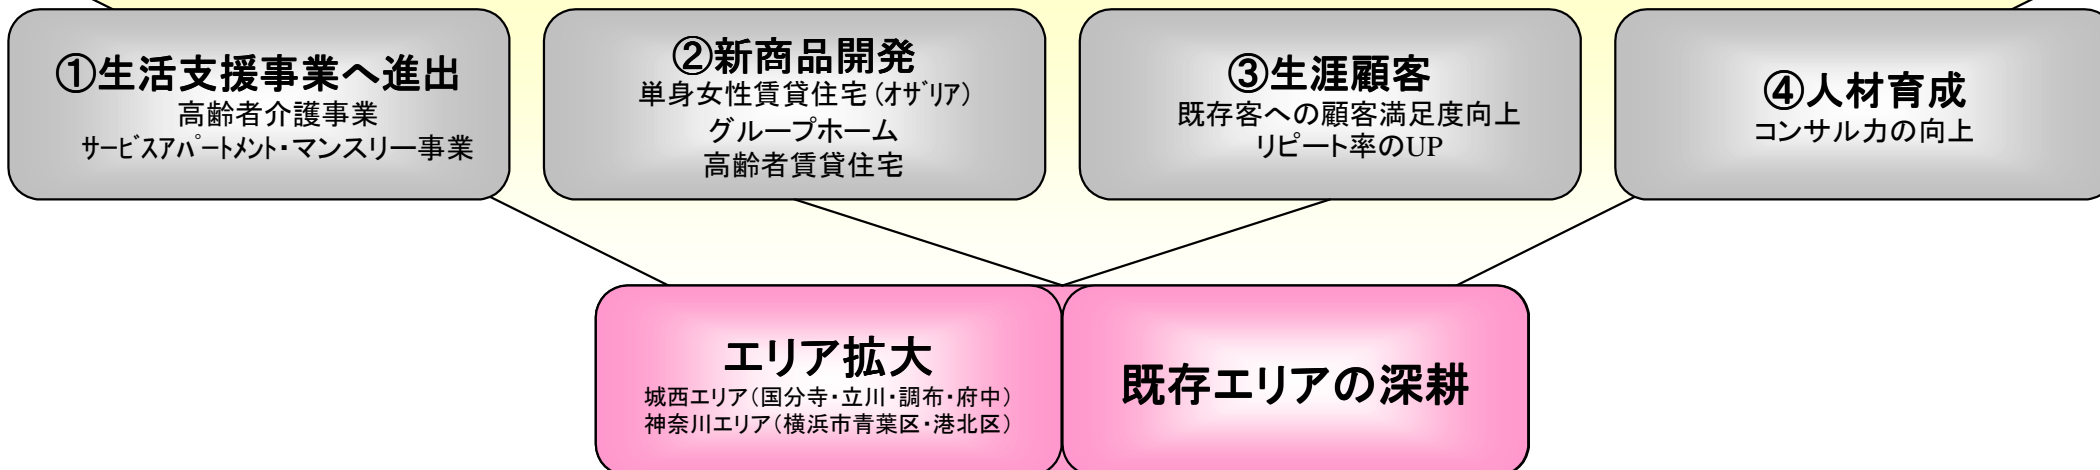 ①生活支援事業へ進出
高齢者介護事業
サービスアパートメント・マンスリー事業
②新商品開発
単身女性賃貸住宅(オザリア)
グループホーム
高齢者賃貸住宅
③生涯顧客
既存客への顧客満足度向上
リピート率のUP
④人材育成
コンサル力の向上
エリア拡大
城西エリア(国分寺・立川・調布・府中)
神奈川エリア(横浜市青葉区・港北区)
既存エリアの深耕